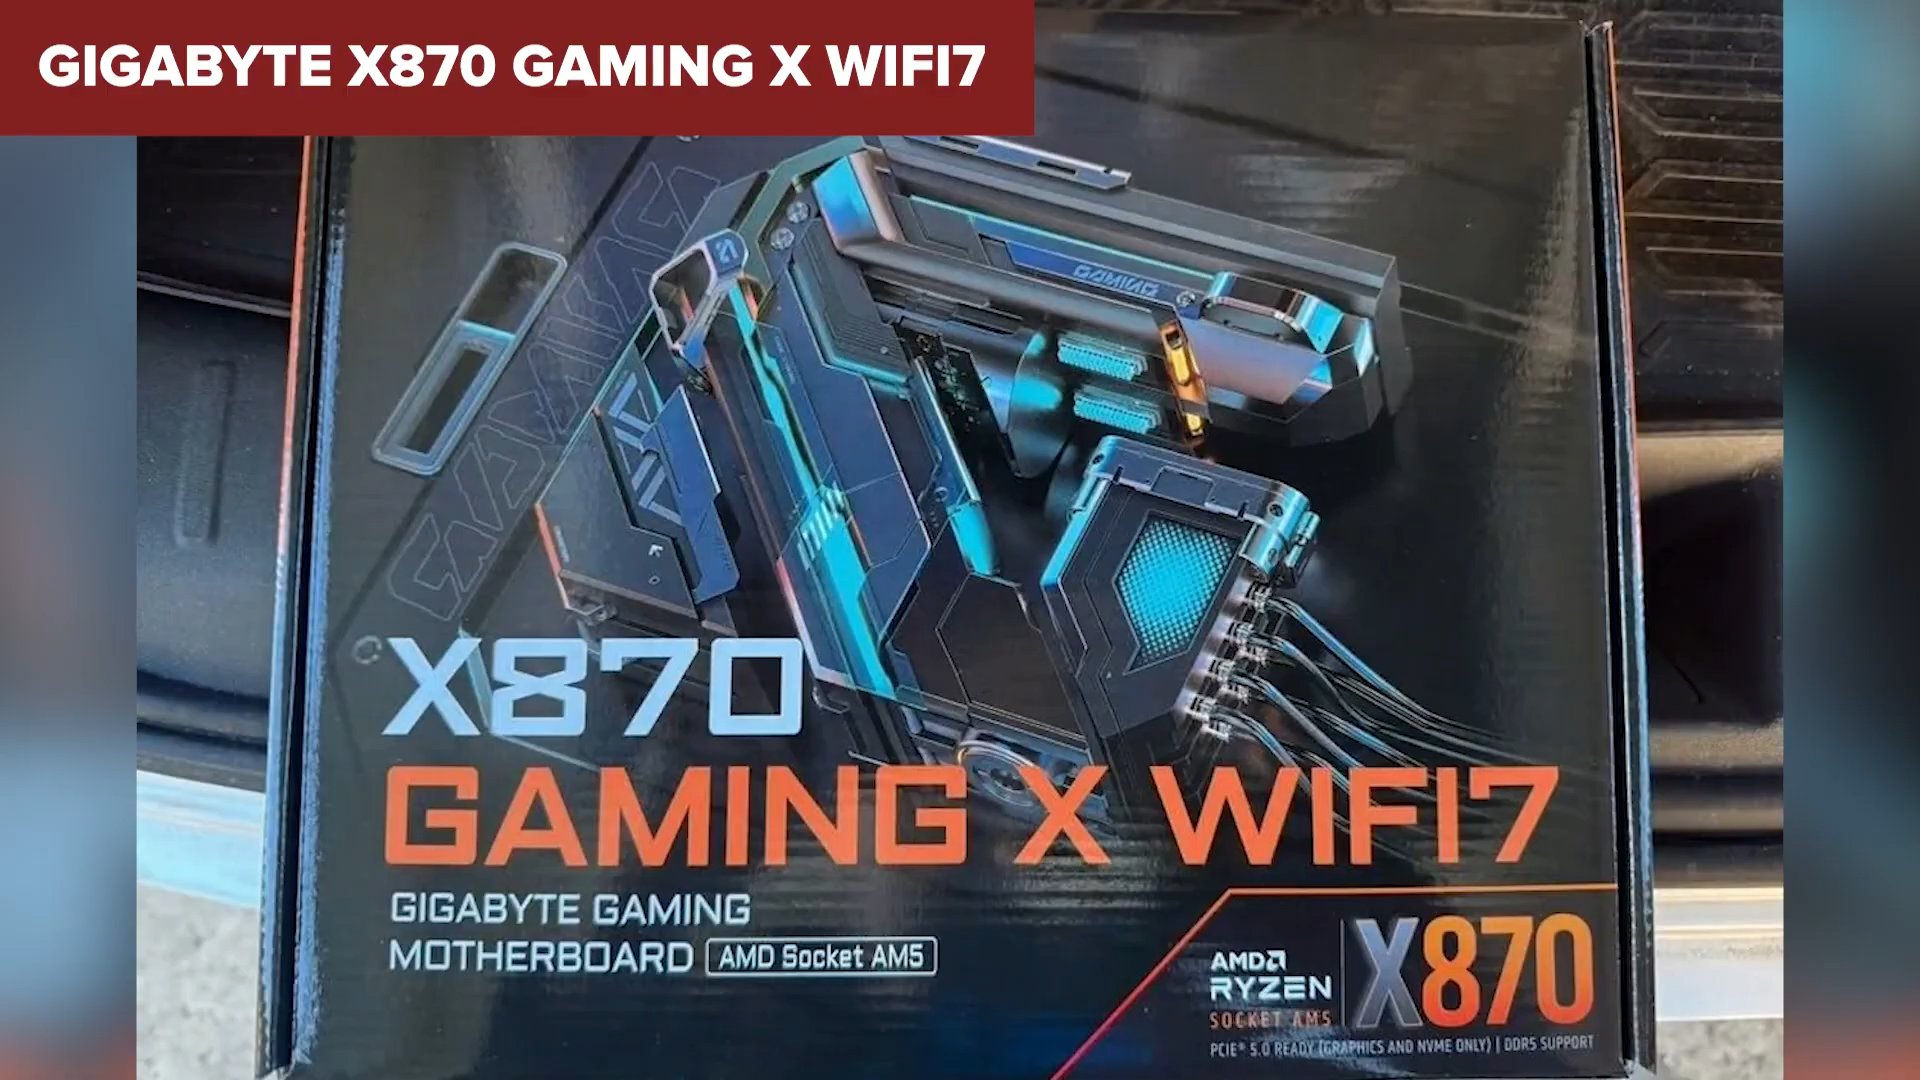 GIGABYTE X870 GAMING X WIFI7
GAMING
X870
GAMING X WIFI7
GIGABYTE GAMING
MOTHERBOARD AMD Socket AM5
AMD
RYZEN
SOCKET AM5
X870
PCIE® 5.0 READY (GRAPHICS AND NVME ONLY) | DDR5 SUPPORT